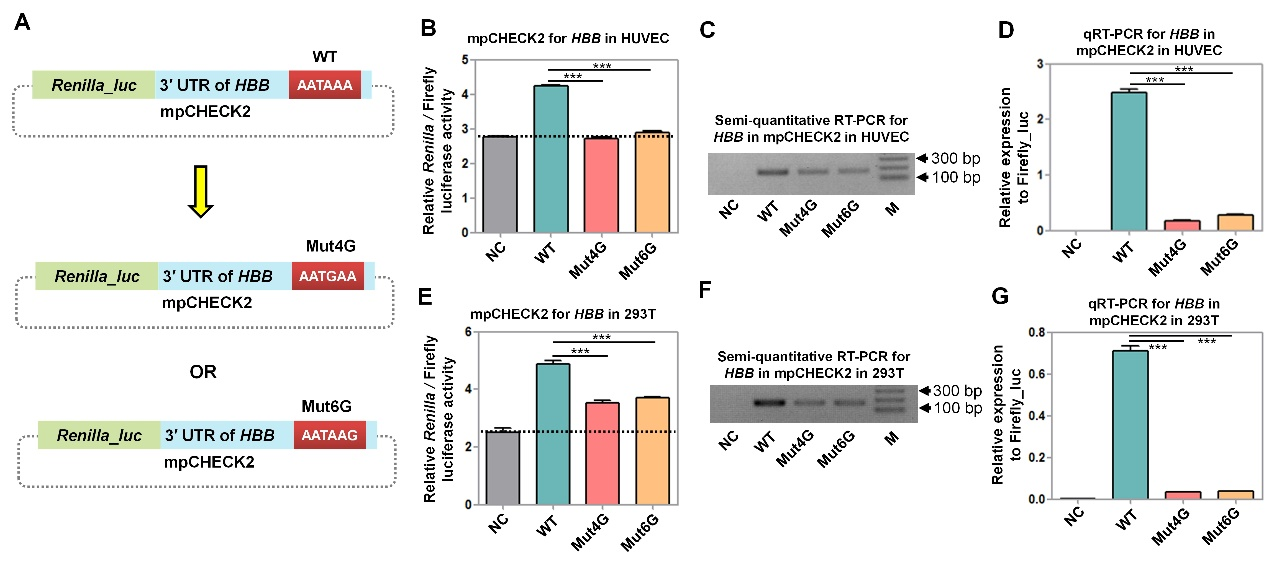 A
WT
Renilla_luc
3′ UTR of HBB
AATAAA
mpCHECK2
Mut4G
Renilla_luc
3′ UTR of HBB
AATGAA
mpCHECK2
OR
Mut6G
Renilla_luc
3′ UTR of HBB
AATAAG
mpCHECK2
B
mpCHECK2 for HBB in HUVEC
Relative Renilla / Firefly
luciferase activity
5
4
3
2
1
0
***
***
NC
WT
Mut4G
Mut6G
C
Semi-quantitative RT-PCR for
HBB in mpCHECK2 in HUVEC
300 bp
100 bp
NC
WT
Mut4G
Mut6G
M
D
qRT-PCR for HBB in
mpCHECK2 in HUVEC
Relative expression
to Firefly_luc
3
2
1
0
***
***
NC
WT
Mut4G
Mut6G
E
mpCHECK2 for HBB in 293T
Relative Renilla / Firefly
luciferase activity
6
4
2
0
***
***
NC
WT
Mut4G
Mut6G
F
Semi-quantitative RT-PCR for
HBB in mpCHECK2 in 293T
300 bp
100 bp
NC
WT
Mut4G
Mut6G
M
G
qRT-PCR for HBB in
mpCHECK2 in 293T
Relative expression
to Firefly_luc
0.8
0.6
0.4
0.2
0.0
***
***
NC
WT
Mut4G
Mut6G